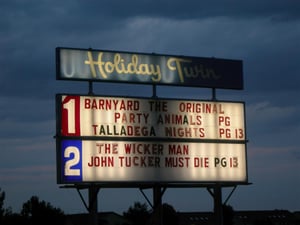 Holiday Twin
1 BARNYARD THE ORIGINAL
PARTY ANIMALS PG
TALLADEGA NIGHTS PG 13
2 THE WICKER MAN
JOHN TUCKER MUST DIE PG 13